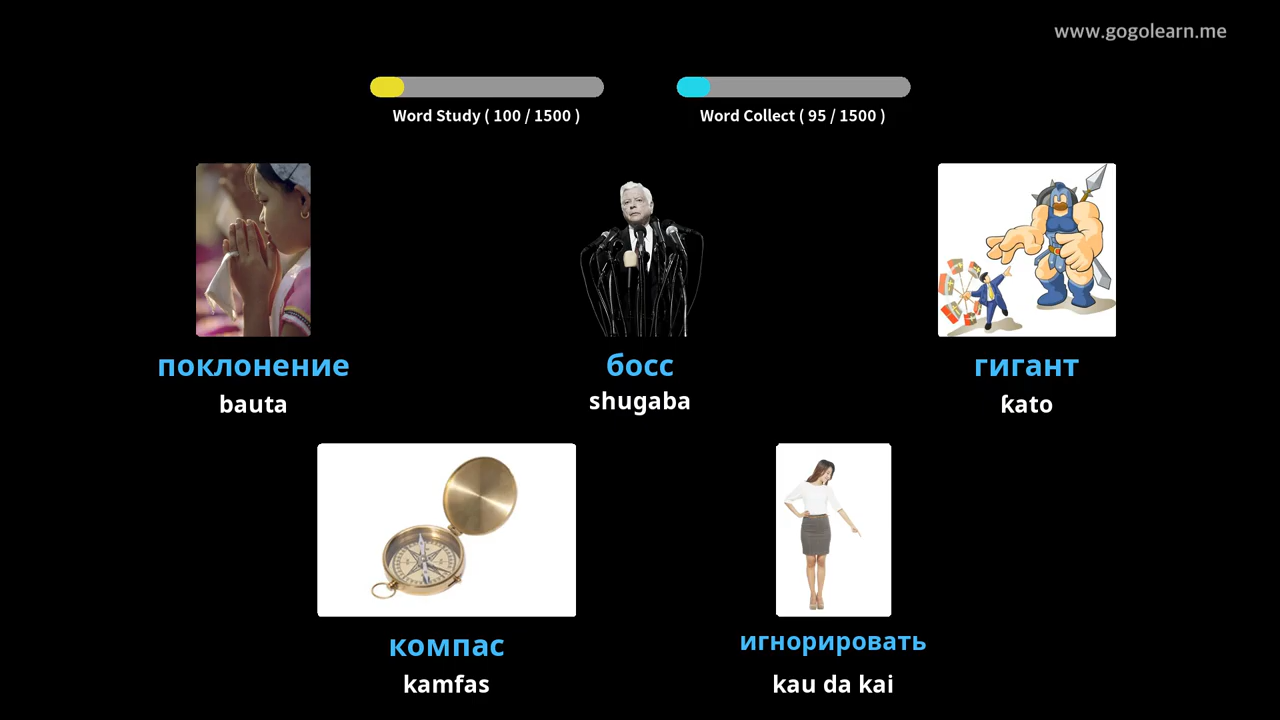 www.gogolearn.me
Word Study ( 100 / 1500 )
Word Collect ( 95 / 1500 )
поклонение
bauta
босс
shugaba
гигант
ƙato
компас
kamfas
игнорировать
kau da kai